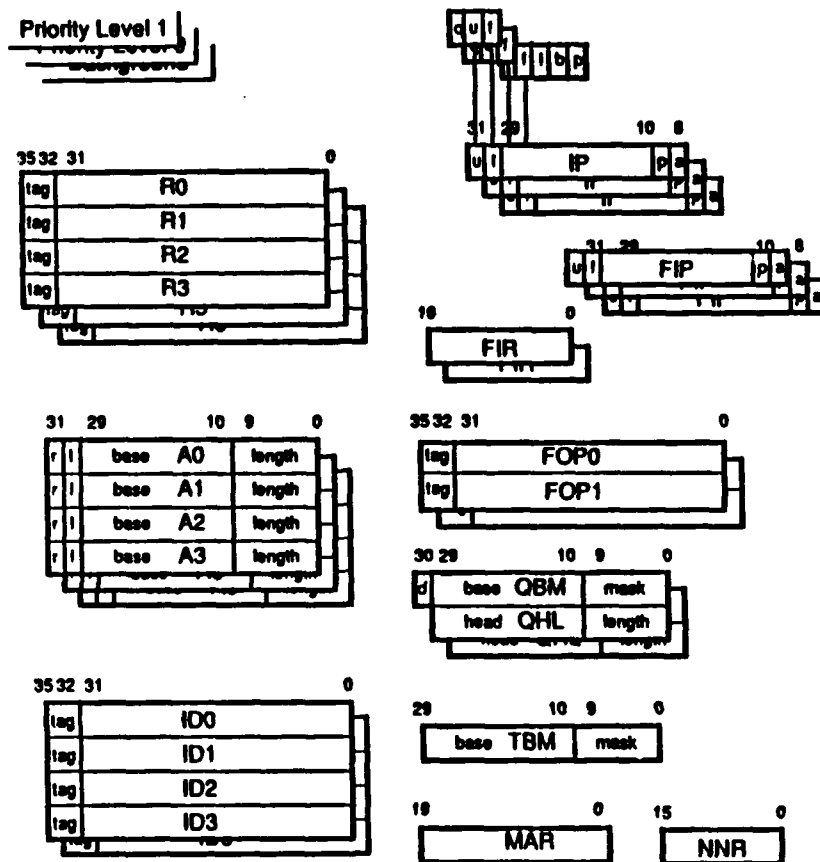 Priority Level 1
Background
q u f
f
f l b p
31 29 10 8
u f IP p a
a
a
35 32 31 0
tag R0
tag R1
tag R2
tag R3
31 29 10 8
u f FIP p a
a
a
19 0
FIR
31 29 10 9 0
r l base A0 length
r l base A1 length
r l base A2 length
r l base A3 length
35 32 31 0
tag FOP0
tag FOP1
30 29 10 9 0
d base QBM mask
head QHL length
35 32 31 0
tag ID0
tag ID1
tag ID2
tag ID3
29 10 9 0
base TBM mask
19 0
MAR
15 0
NNR